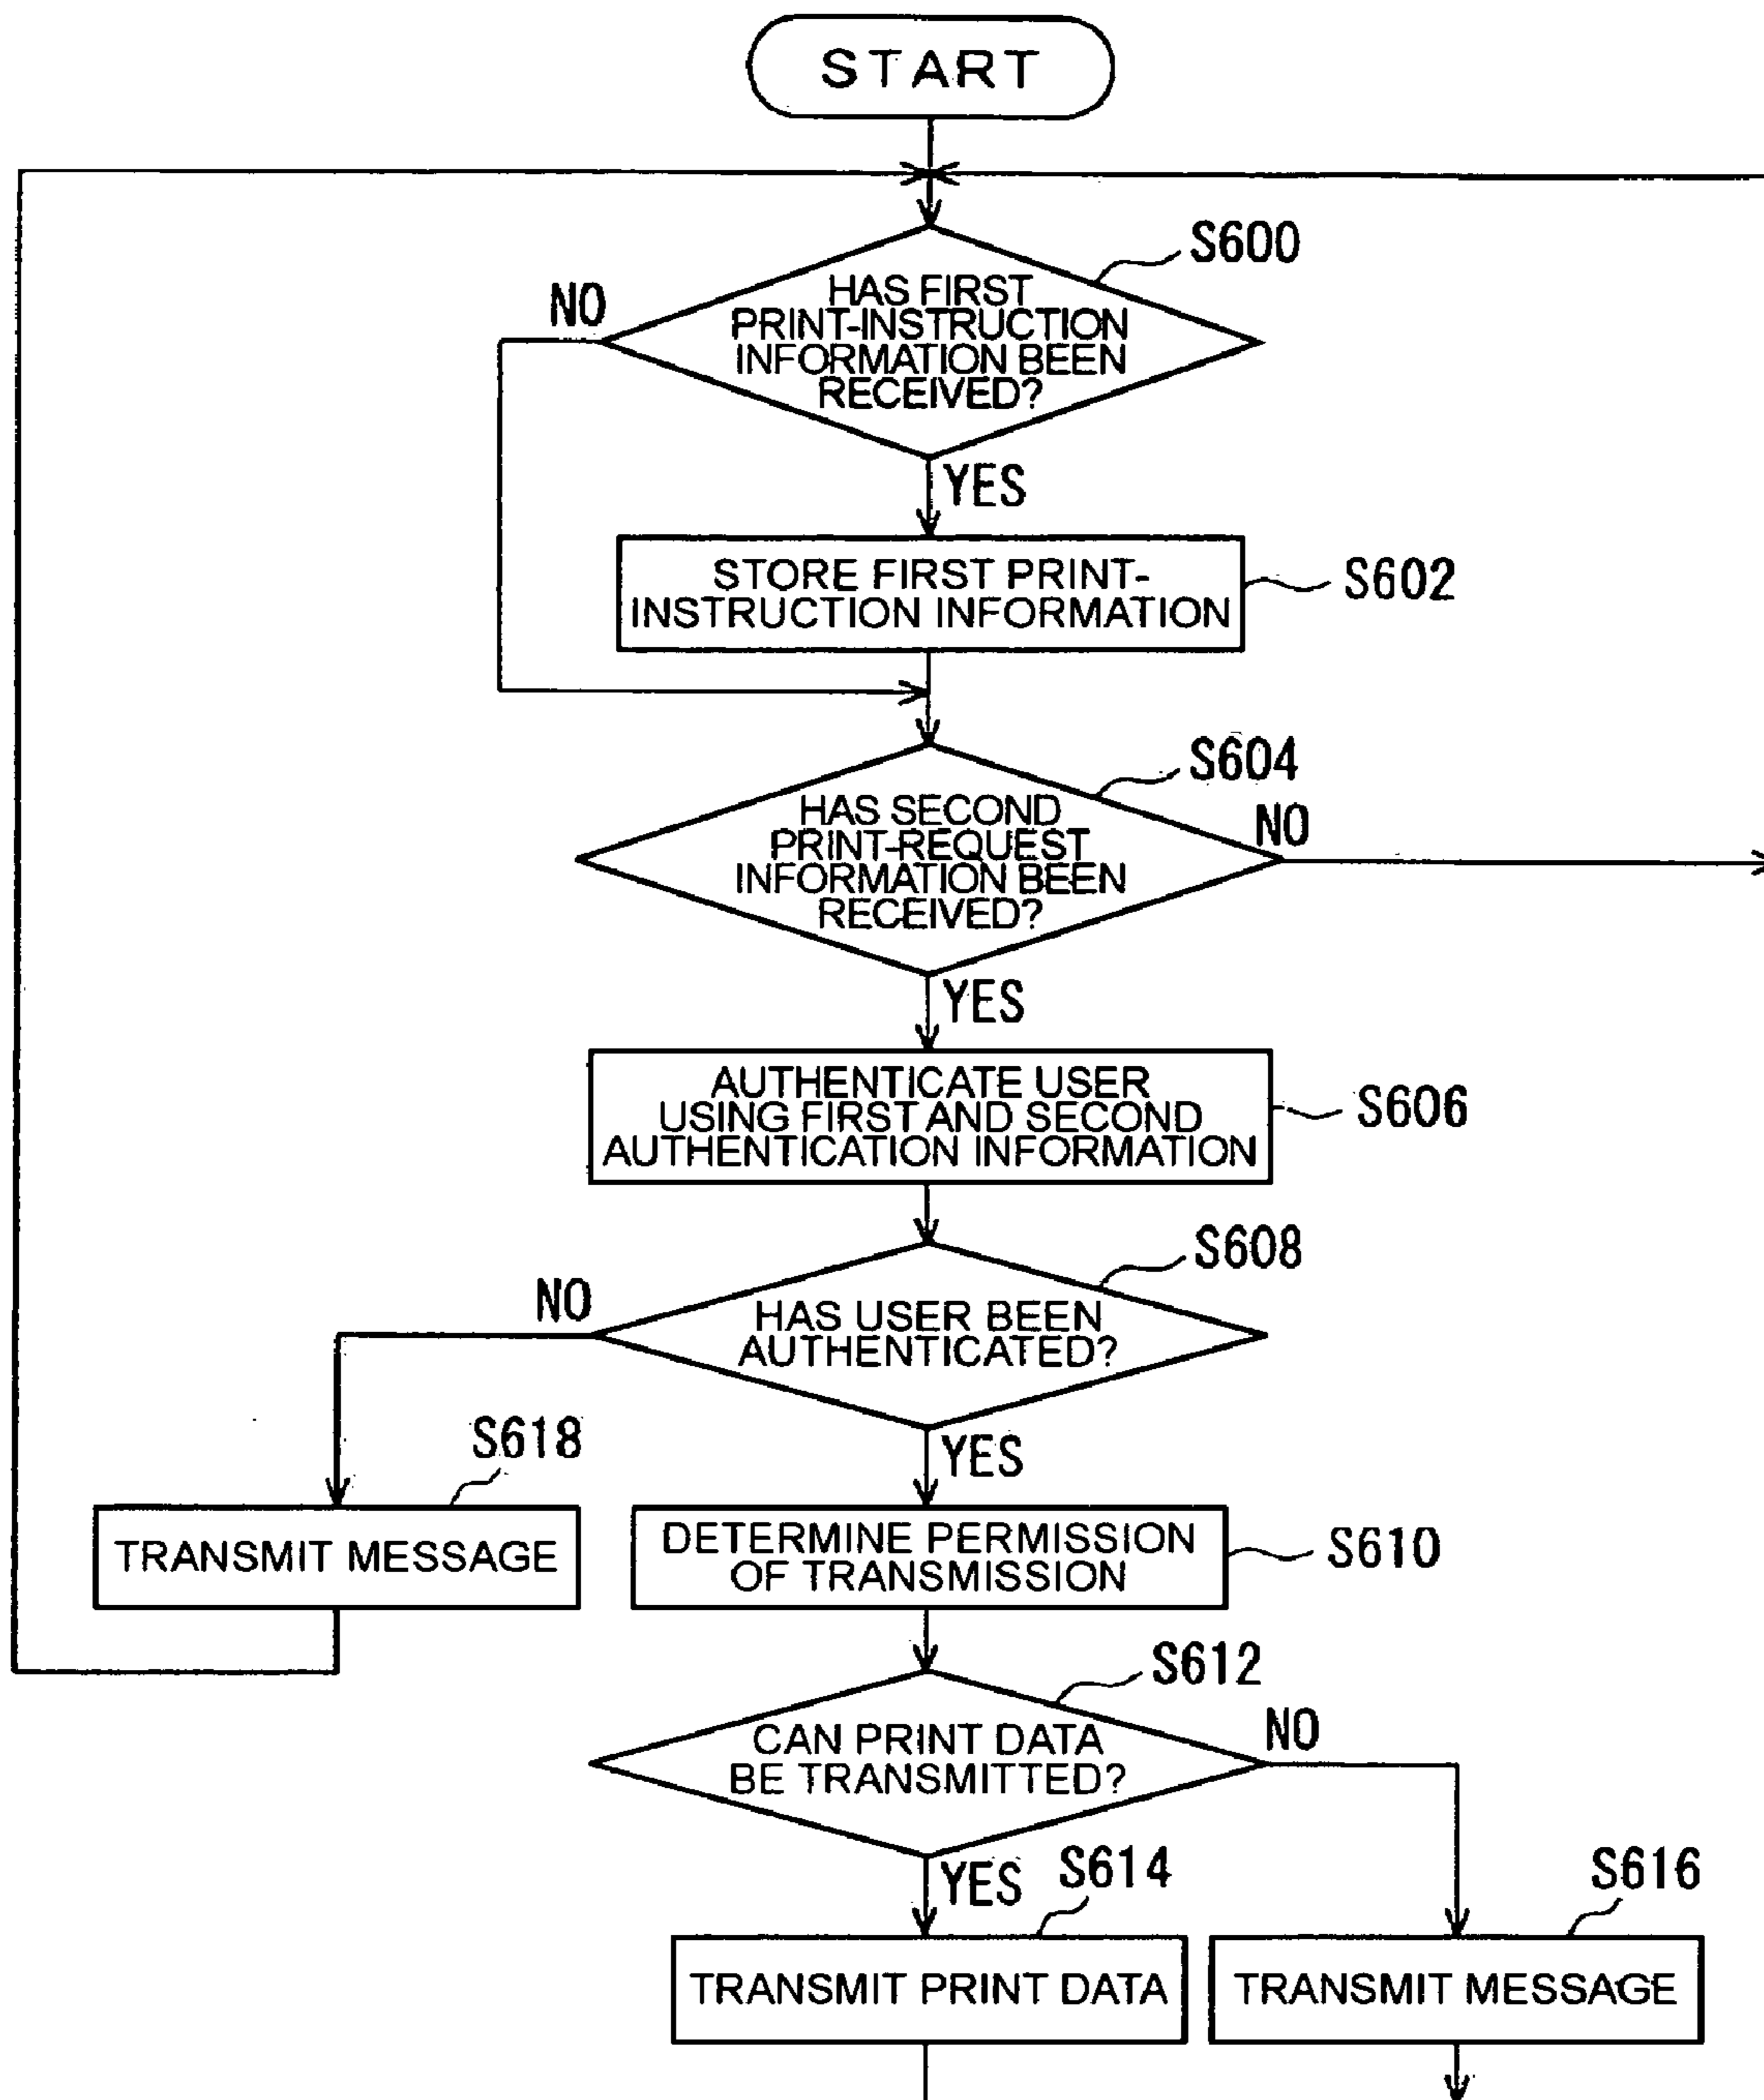 START
S600
NO
HAS FIRST
PRINT-INSTRUCTION
INFORMATION BEEN
RECEIVED?
YES
STORE FIRST PRINT-
INSTRUCTION INFORMATION
S602
S604
HAS SECOND
PRINT-REQUEST
INFORMATION BEEN
RECEIVED?
NO
YES
AUTHENTICATE USER
USING FIRST AND SECOND
AUTHENTICATION INFORMATION
S606
S608
NO
HAS USER BEEN
AUTHENTICATED?
YES
S618
TRANSMIT MESSAGE
DETERMINE PERMISSION
OF TRANSMISSION
S610
S612
CAN PRINT DATA
BE TRANSMITTED?
NO
YES
S614
S616
TRANSMIT PRINT DATA
TRANSMIT MESSAGE